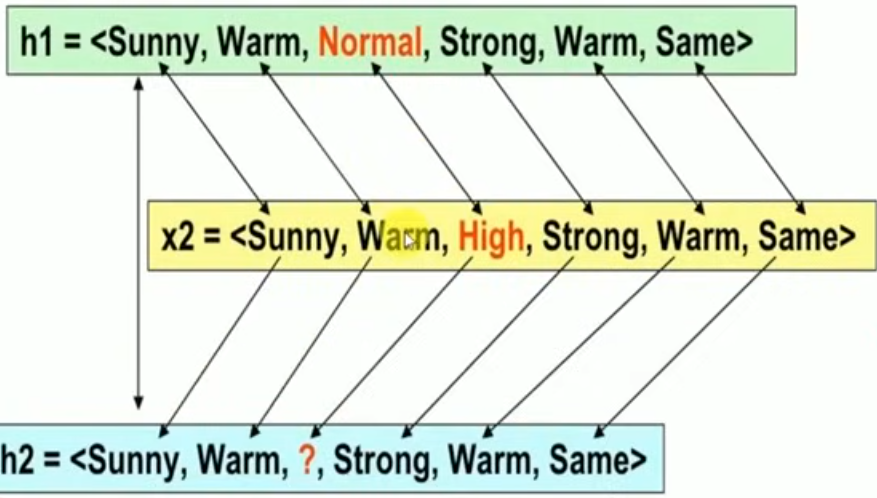 h1 = <Sunny, Warm, Normal, Strong, Warm, Same>
x2 = <Sunny, Warm, High, Strong, Warm, Same>
h2 = <Sunny, Warm, ?, Strong, Warm, Same>